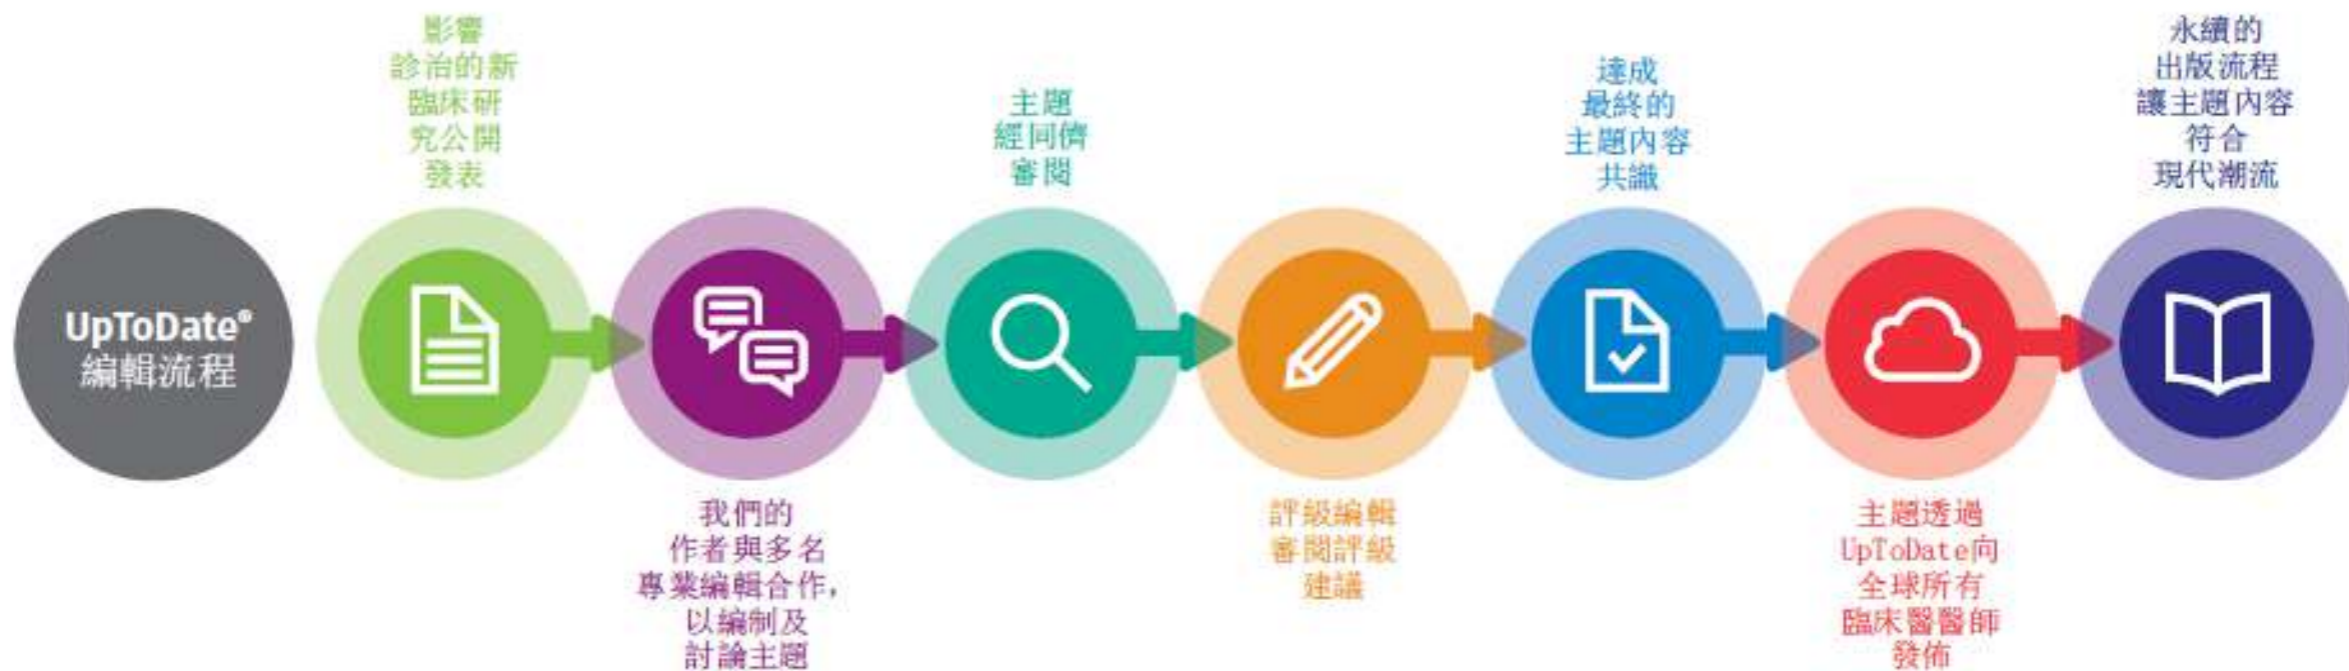 UpToDate®
編輯流程
影響
診治的新
臨床研
究公開
發表
我們的
作者與多名
專業編輯合作,
以編制及
討論主題
主題
經同儕
審閱
評級編輯
審閱評級
建議
達成
最終的
主題內容
共識
主題透過
UpToDate向
全球所有
臨床醫醫師
發佈
永續的
出版流程
讓主題內容
符合
現代潮流